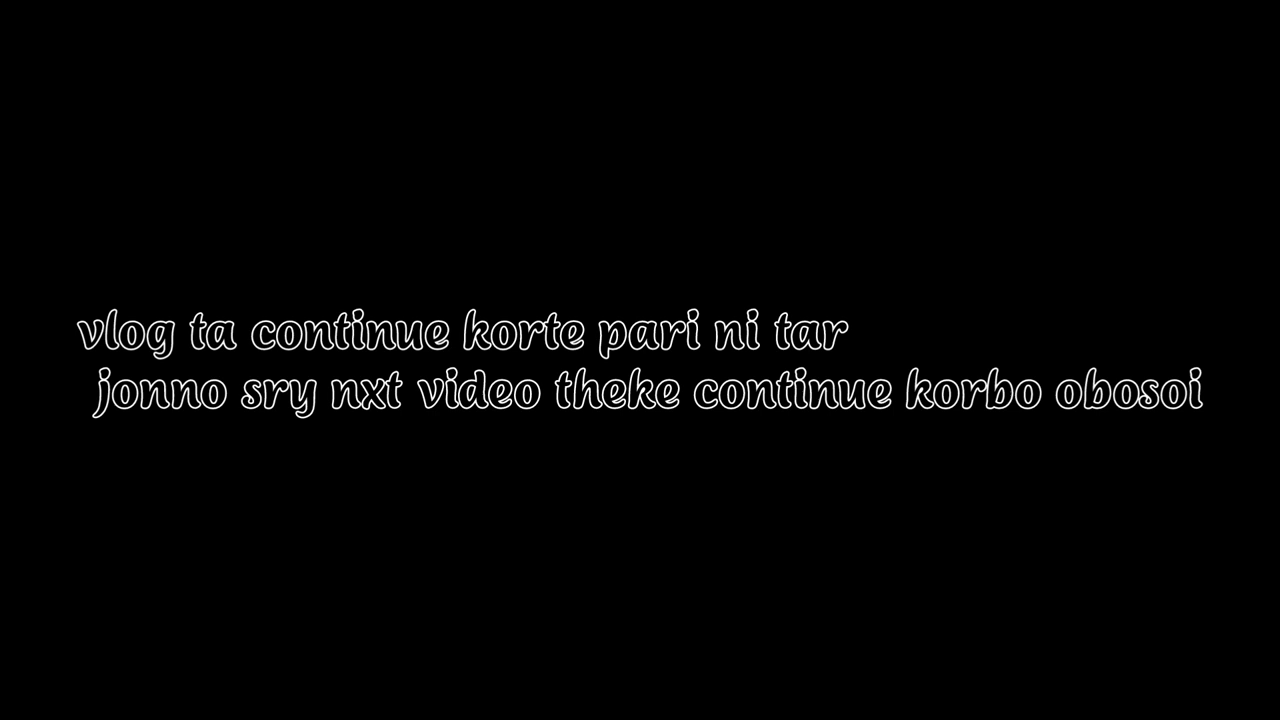 vlog ta continue korte pari ni tar
jonno sry nxt video theke continue korbo obosoi